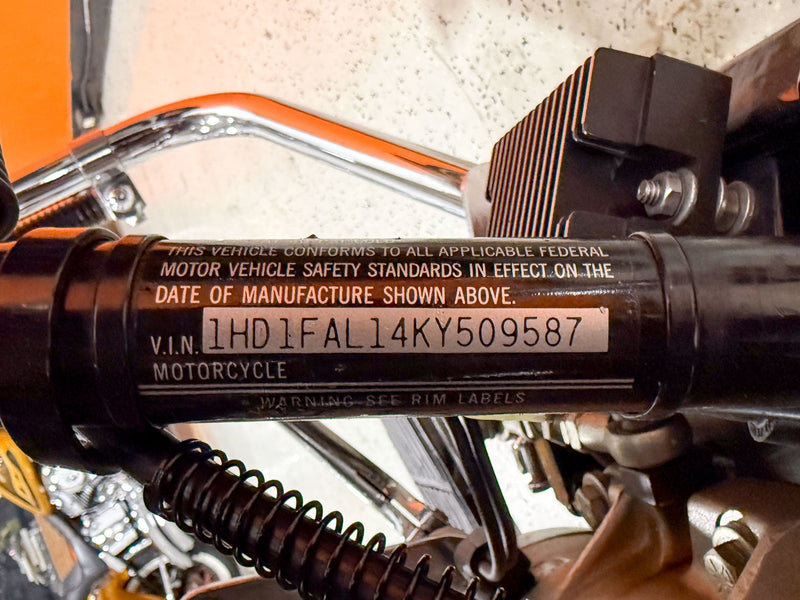 THIS VEHICLE CONFORMS TO ALL APPLICABLE FEDERAL
MOTOR VEHICLE SAFETY STANDARDS IN EFFECT ON THE
DATE OF MANUFACTURE SHOWN ABOVE.
V.I.N. 1HD1FAL14KY509587
MOTORCYCLE
WARNING SEE RIM LABELS